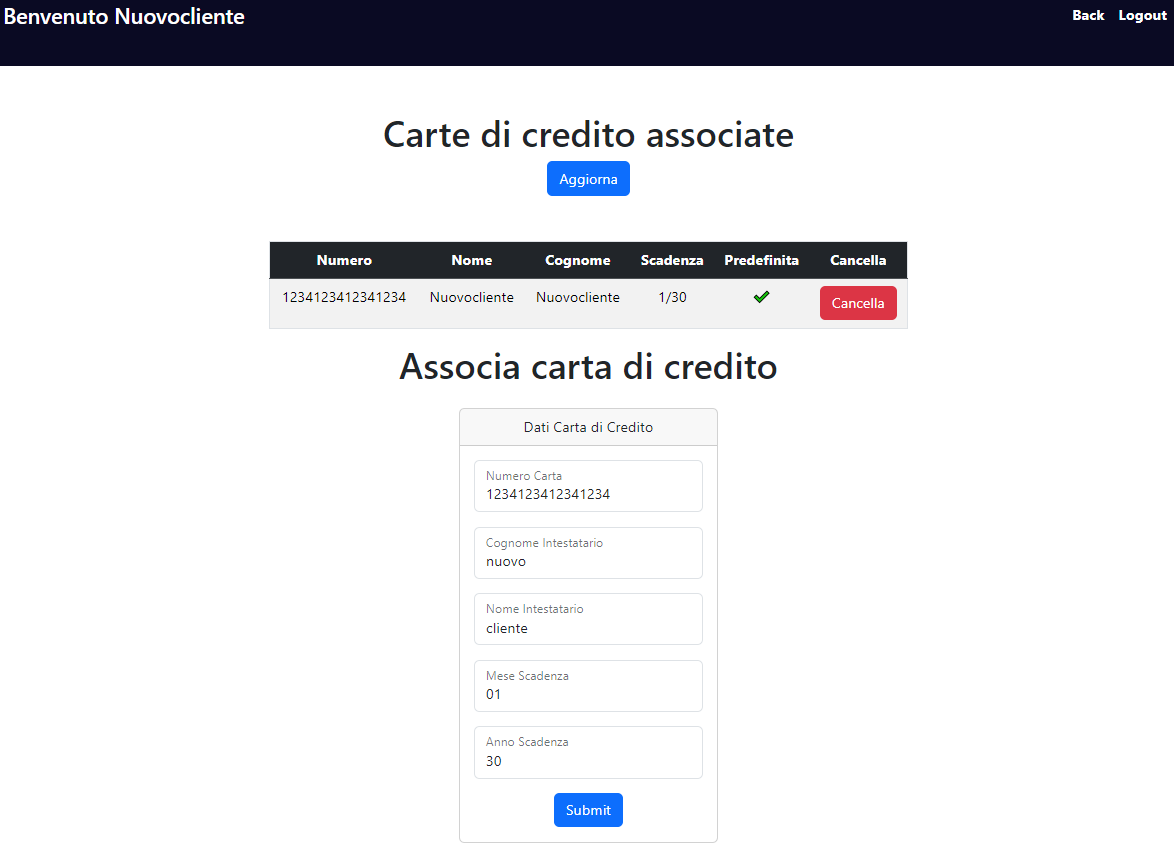 Benvenuto Nuovocliente Back Logout
Carte di credito associate
Aggiorna
Numero Nome Cognome Scadenza Predefinita Cancella
1234123412341234 Nuovocliente Nuovocliente 1/30 Cancella
Associa carta di credito
Dati Carta di Credito
Numero Carta
1234123412341234
Cognome Intestatario
nuovo
Nome Intestatario
cliente
Mese Scadenza
01
Anno Scadenza
30
Submit